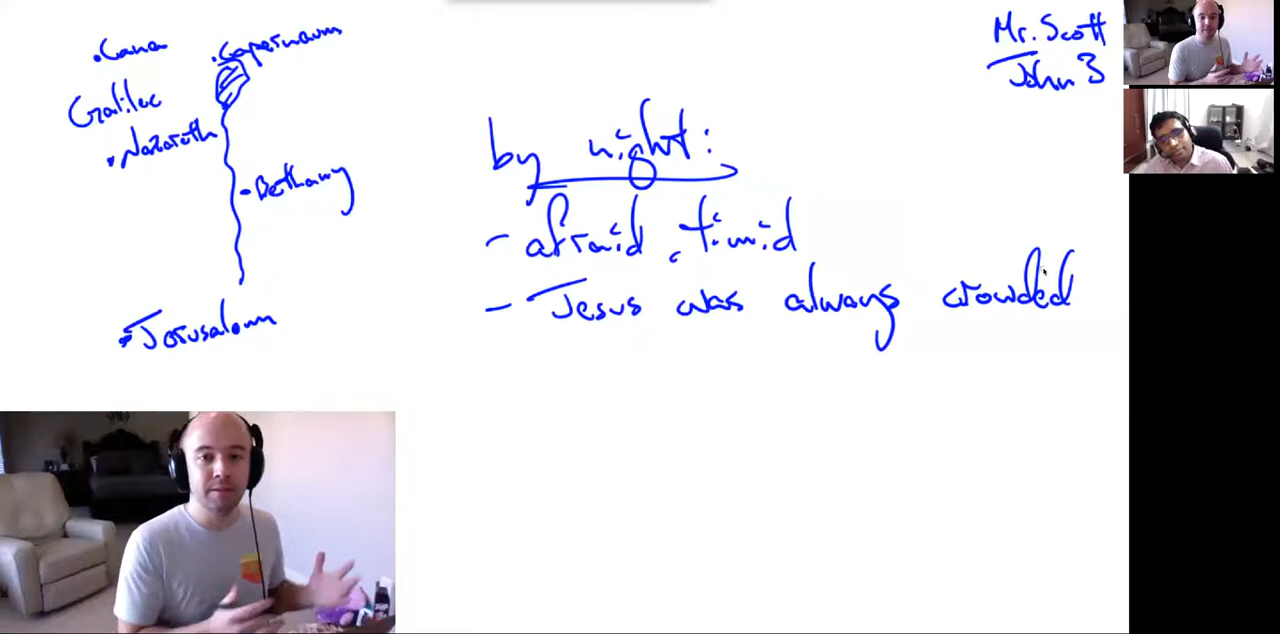 .Cana
.Capernaum
Galilee
.Nazareth
-Bethany
Jerusalem
by night:
- afraid, timid
- Jesus was always crowded
Mr. Scott
John 3